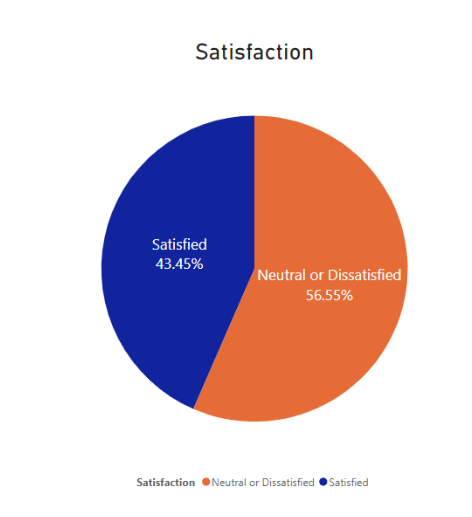 Satisfaction
Satisfied
43.45%
Neutral or Dissatisfied
56.55%
Satisfaction Neutral or Dissatisfied Satisfied